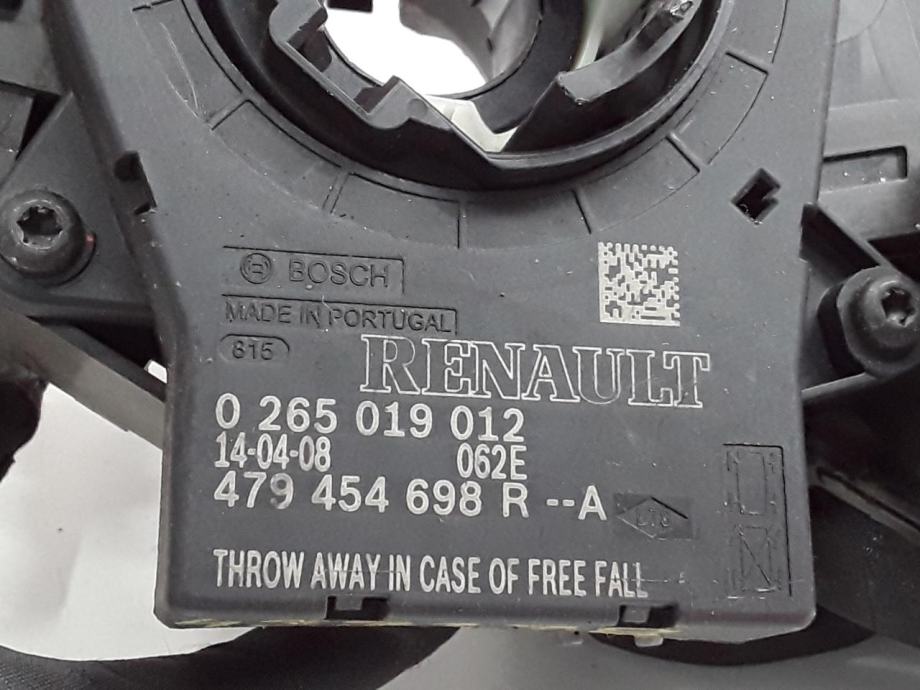 BOSCH
MADE IN PORTUGAL
815
RENAULT
0 265 019 012
14-04-08 062E
479 454 698 R --A
THROW AWAY IN CASE OF FREE FALL